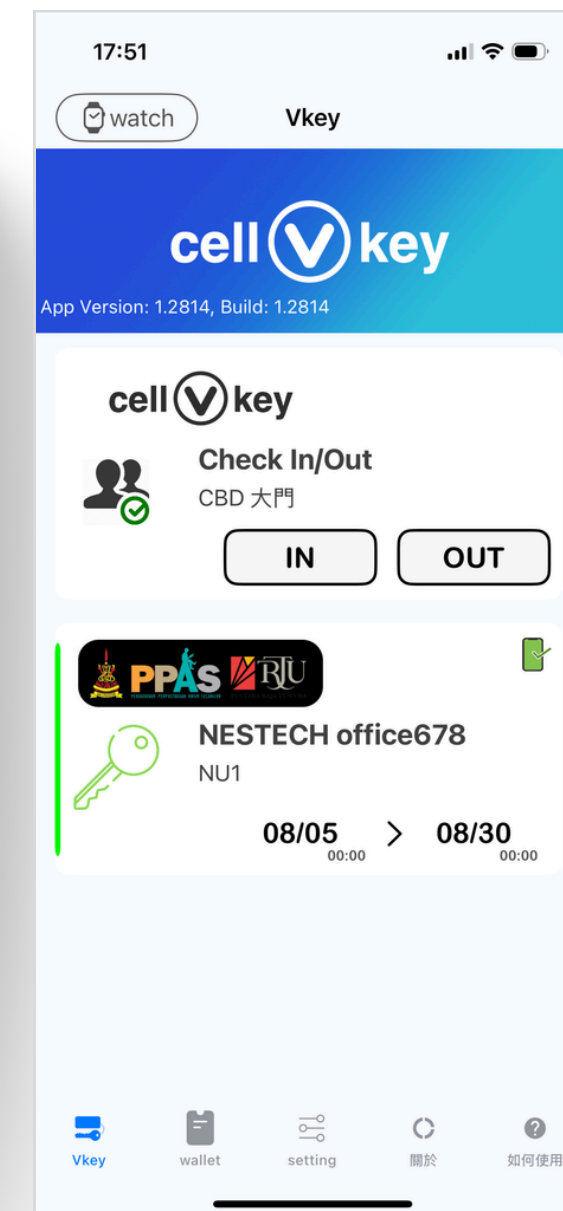 17:51
watch
Vkey
cell V key
App Version: 1.2814, Build: 1.2814
cell V key
Check In/Out
CBD 大門
IN
OUT
PPAS RTU
NESTECH office678
NU1
08/05 > 08/30
00:00 00:00
Vkey wallet setting 關於 如何使用